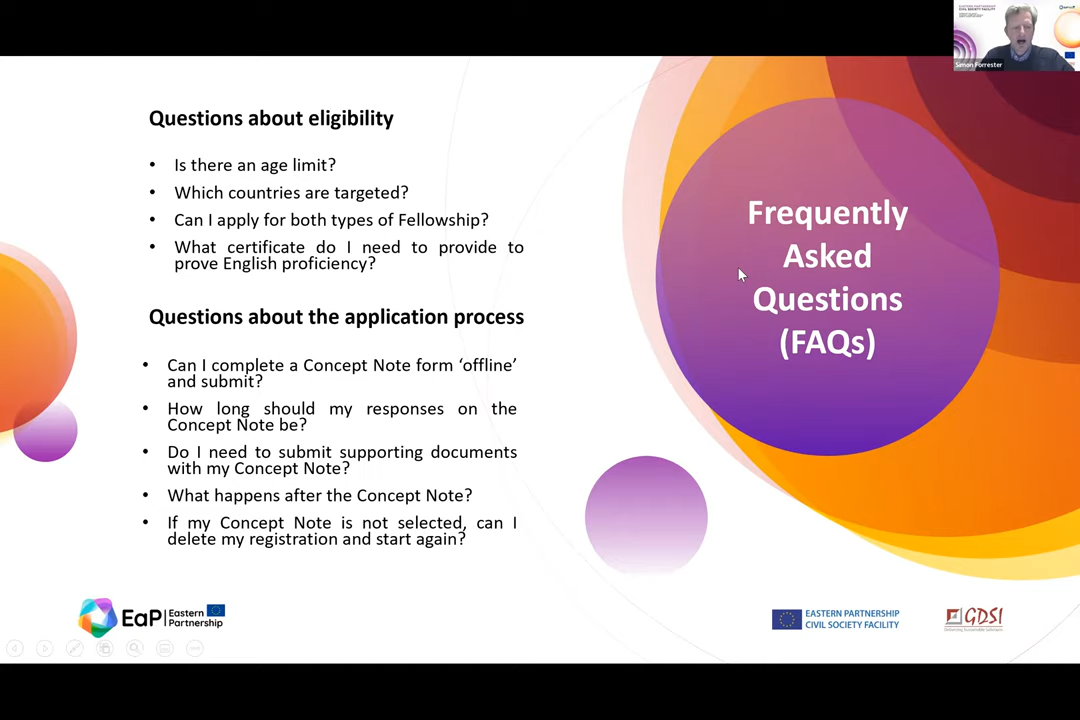 Simon Forrester
Questions about eligibility
• Is there an age limit?
• Which countries are targeted?
• Can I apply for both types of Fellowship?
• What certificate do I need to provide to
prove English proficiency?
Questions about the application process
• Can I complete a Concept Note form ‘offline’
and submit?
• How long should my responses on the
Concept Note be?
• Do I need to submit supporting documents
with my Concept Note?
• What happens after the Concept Note?
• If my Concept Note is not selected, can I
delete my registration and start again?
Frequently
Asked
Questions
(FAQs)
EaP
Eastern
Partnership
EASTERN PARTNERSHIP
CIVIL SOCIETY FACILITY
GDSI